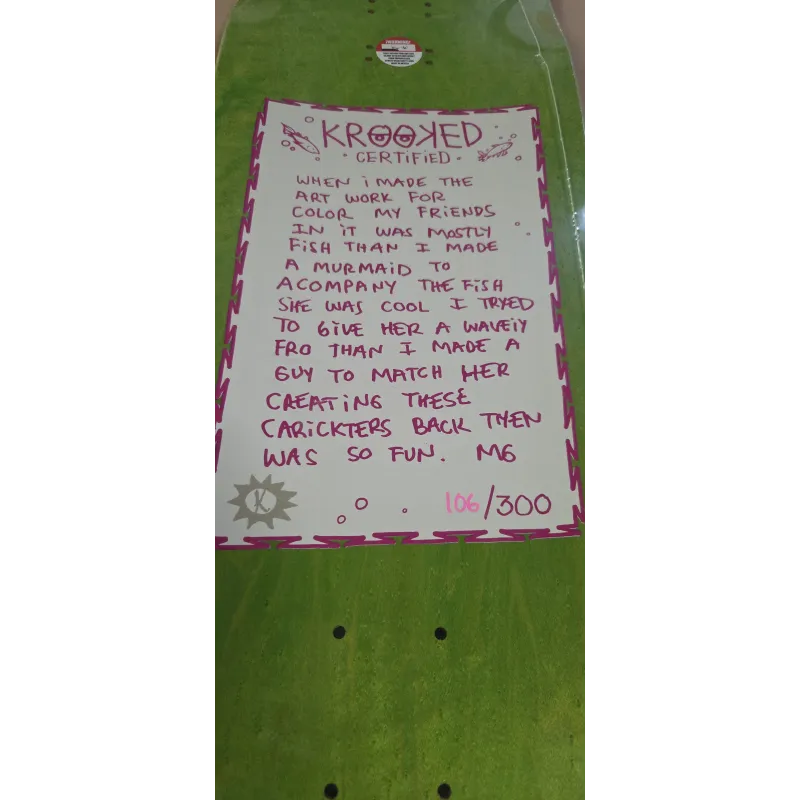 WARNING!
KROOKED
· CERTiFiED ·
WHEN i MADE THE
ART WORK FOR
COLOR MY FRiENDS
IN iT WAS MOSTLY
FiSH THAN I MADE
A MURMAiD TO
ACOMPANY THE FiSH
SHE WAS COOL I TRYED
TO GiVE HER A WAVEiY
FRO THAN I MADE A
GUY TO MATCH HER
CREATiNG THESE
CARiCKTERS BACK THEN
WAS SO FUN. MG
K.
106/300